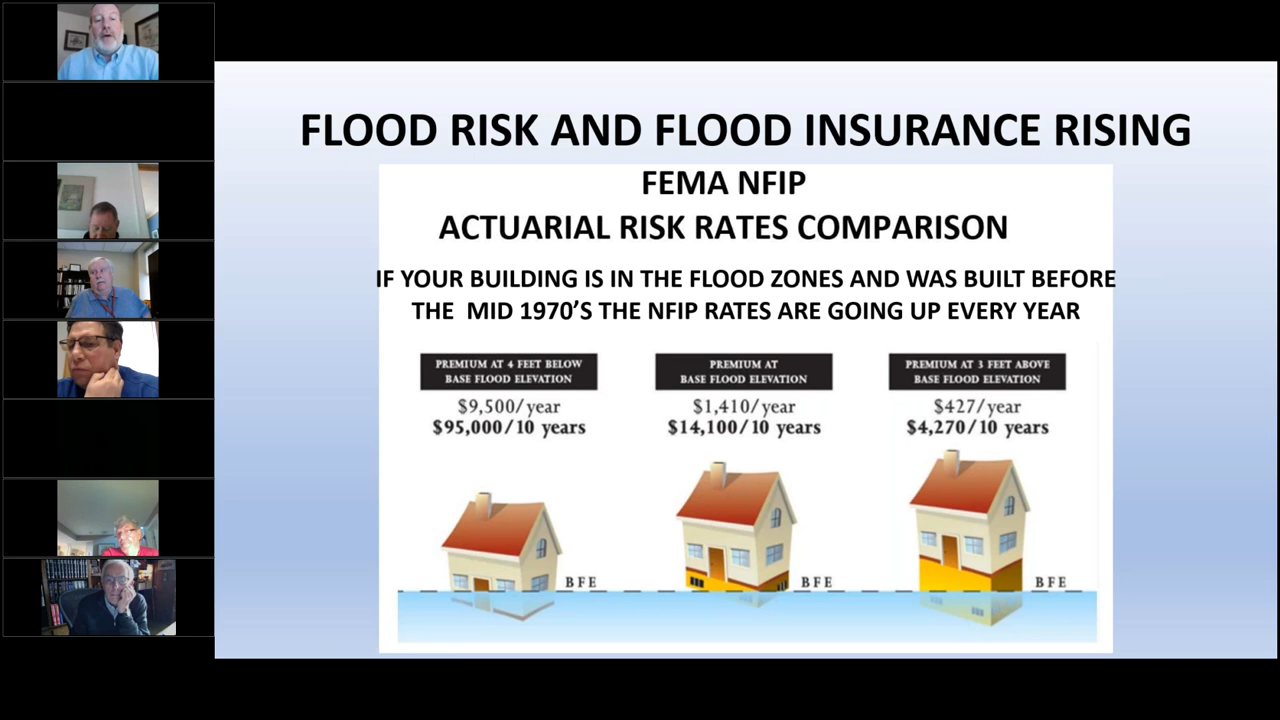 FLOOD RISK AND FLOOD INSURANCE RISING
FEMA NFIP
ACTUARIAL RISK RATES COMPARISON
IF YOUR BUILDING IS IN THE FLOOD ZONES AND WAS BUILT BEFORE
THE MID 1970'S THE NFIP RATES ARE GOING UP EVERY YEAR
PREMIUM AT 4 FEET BELOW
BASE FLOOD ELEVATION
$9,500/year
$95,000/10 years
BFE
PREMIUM AT
BASE FLOOD ELEVATION
$1,410/year
$14,100/10 years
BFE
PREMIUM AT 3 FEET ABOVE
BASE FLOOD ELEVATION
$427/year
$4,270/10 years
BFE